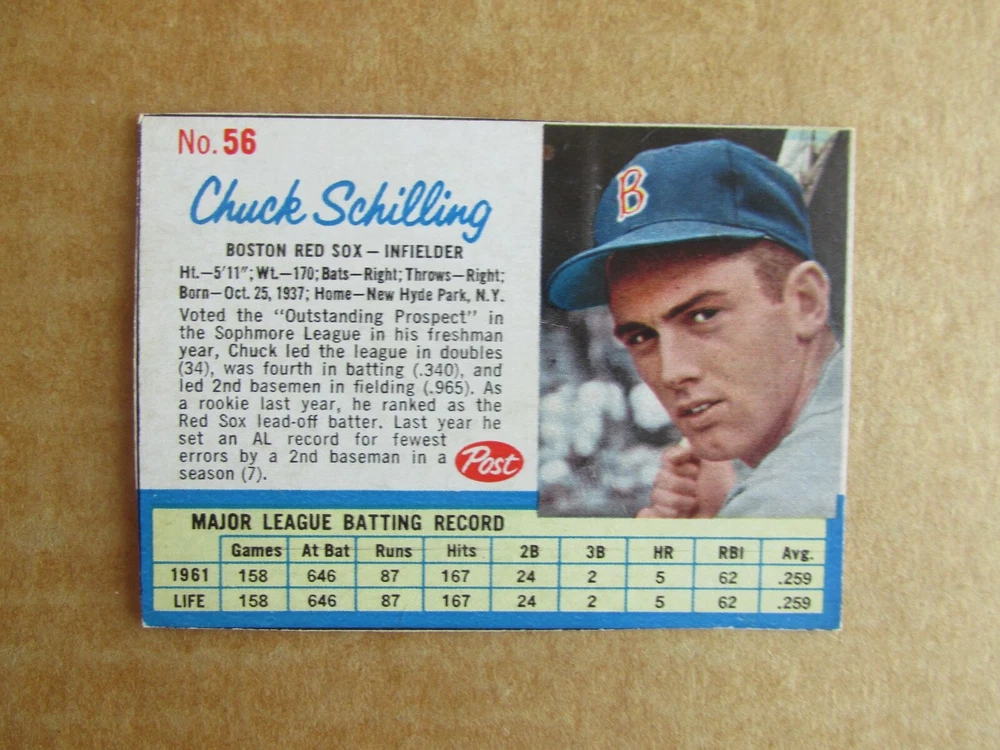 No. 56
Chuck Schilling
BOSTON RED SOX – INFIELDER
Ht.–5'11"; Wt.–170; Bats–Right; Throws–Right;
Born–Oct. 25, 1937; Home–New Hyde Park, N.Y.
Voted the "Outstanding Prospect" in
the Sophmore League in his freshman
year, Chuck led the league in doubles
(34), was fourth in batting (.340), and
led 2nd basemen in fielding (.965). As
a rookie last year, he ranked as the
Red Sox lead-off batter. Last year he
set an AL record for fewest
errors by a 2nd baseman in a
season (7).
Post
B
MAJOR LEAGUE BATTING RECORD
Games At Bat Runs Hits 2B 3B HR RBI Avg.
1961 158 646 87 167 24 2 5 62 .259
LIFE 158 646 87 167 24 2 5 62 .259